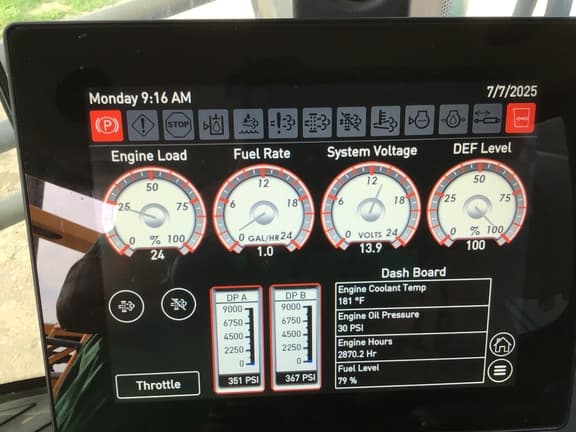 Monday 9:16 AM
7/7/2025
P
STOP
Engine Load
Fuel Rate
System Voltage
DEF Level
25 50 75
0 % 100
24
6 12 18
0 GAL/HR 24
1.0
6 12 18
0 VOLTS 24
13.9
25 50 75
0 % 100
100
DP A
9000
6750
4500
2250
0
351 PSI
DP B
9000
6750
4500
2250
0
367 PSI
Dash Board
Engine Coolant Temp
181 °F
Engine Oil Pressure
30 PSI
Engine Hours
2870.2 Hr
Fuel Level
79 %
Throttle